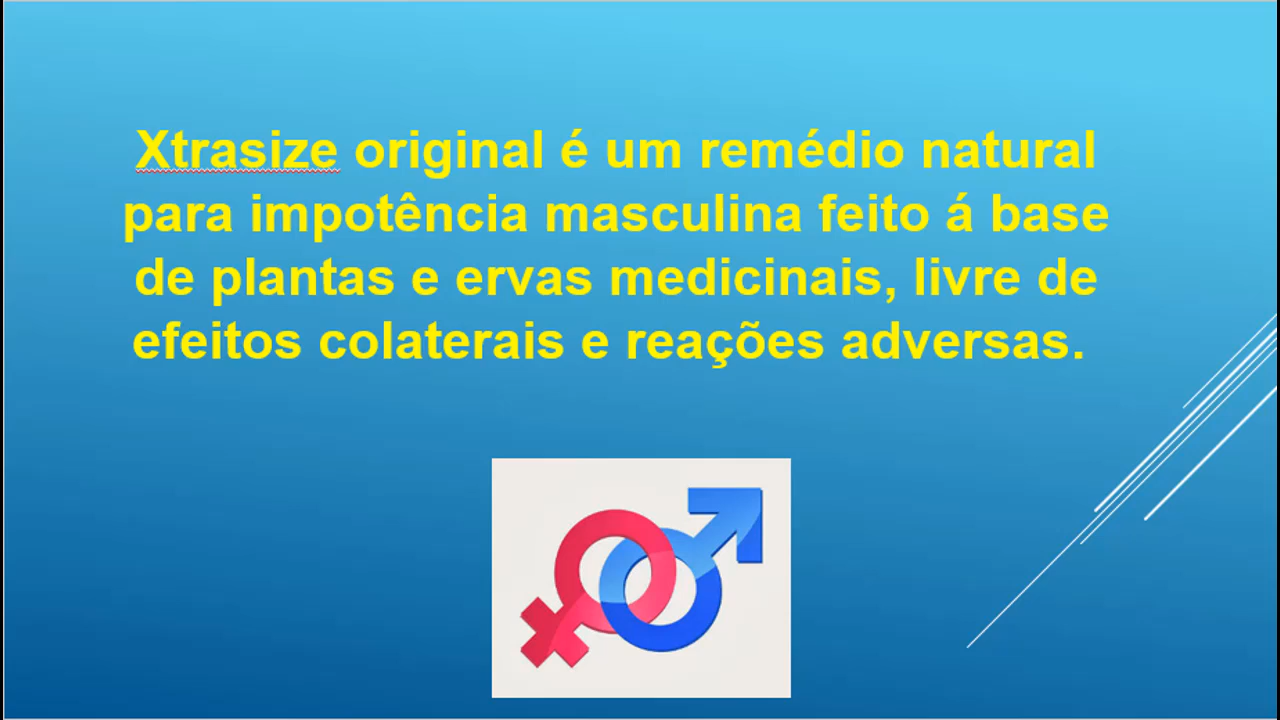 Xtrasize original é um remédio natural
para impotência masculina feito á base
de plantas e ervas medicinais, livre de
efeitos colaterais e reações adversas.